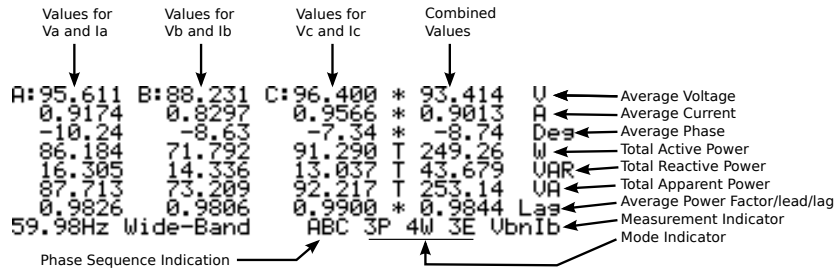 Values for Va and Ia
Values for Vb and Ib
Values for Vc and Ic
Combined Values
A:95.611 B:88.231 C:96.400 * 93.414 V Average Voltage
0.9174 0.8297 0.9566 * 0.9013 A Average Current
-10.24 -8.63 -7.34 * -8.74 Deg Average Phase
86.184 71.792 91.290 T 249.26 W Total Active Power
16.305 14.336 13.037 T 43.679 VAR Total Reactive Power
87.713 73.209 92.217 T 253.14 VA Total Apparent Power
0.9826 0.9806 0.9900 * 0.9844 Lag Average Power Factor/lead/lag
59.98Hz Wide-Band ABC 3P 4W 3E VbnIb Measurement Indicator
Mode Indicator
Phase Sequence Indication